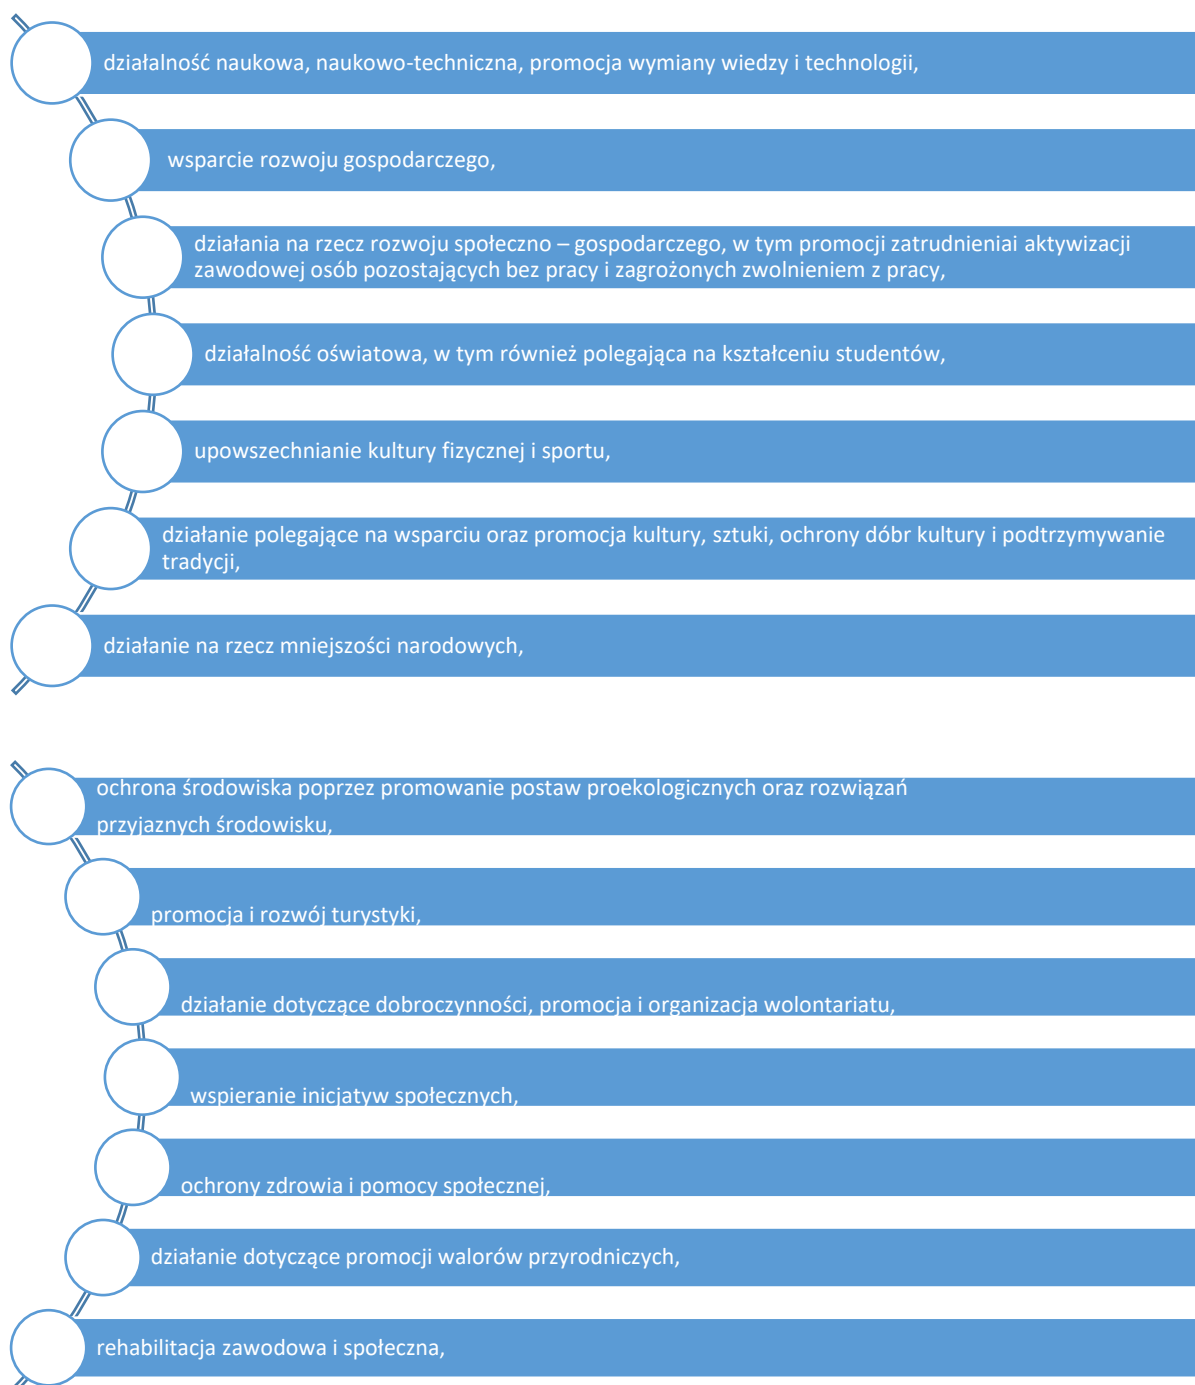 działalność naukowa, naukowo-techniczna, promocja wymiany wiedzy i technologii,
wsparcie rozwoju gospodarczego,
działania na rzecz rozwoju społeczno – gospodarczego, w tym promocji zatrudnieniai aktywizacji
zawodowej osób pozostających bez pracy i zagrożonych zwolnieniem z pracy,
działalność oświatowa, w tym również polegająca na kształceniu studentów,
upowszechnianie kultury fizycznej i sportu,
działanie polegające na wsparciu oraz promocja kultury, sztuki, ochrony dóbr kultury i podtrzymywanie
tradycji,
działanie na rzecz mniejszości narodowych,
ochrona środowiska poprzez promowanie postaw proekologicznych oraz rozwiązań
przyjaznych środowisku,
promocja i rozwój turystyki,
działanie dotyczące dobroczynności, promocja i organizacja wolontariatu,
wspieranie inicjatyw społecznych,
ochrony zdrowia i pomocy społecznej,
działanie dotyczące promocji walorów przyrodniczych,
rehabilitacja zawodowa i społeczna,